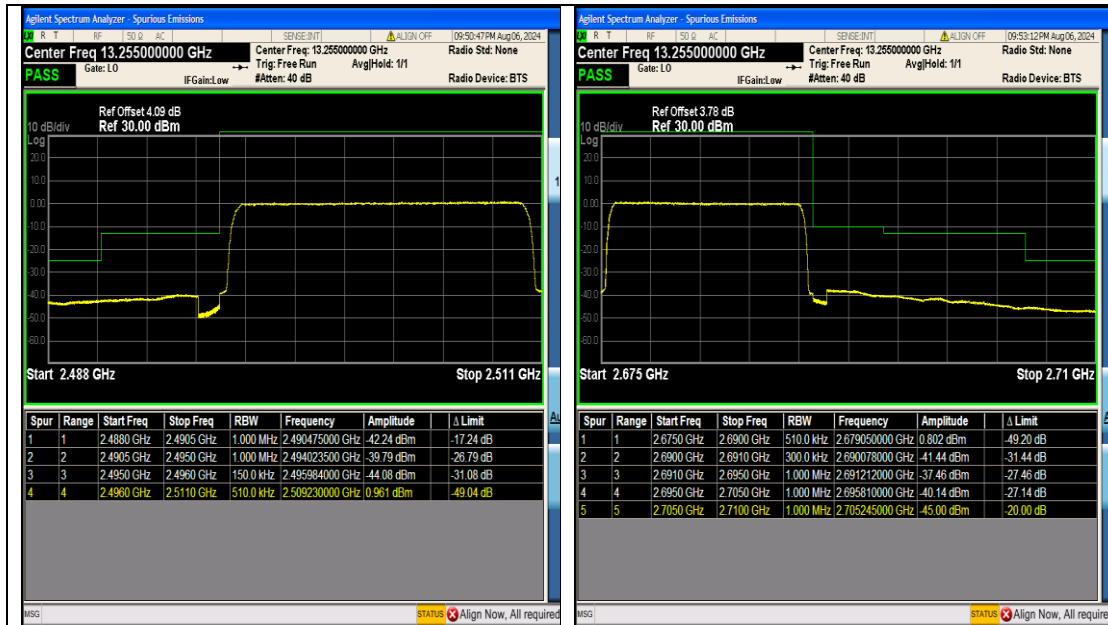 Agilent Spectrum Analyzer - Spurious Emissions
LXI R T RF 50 Ω AC SENSE:INT ALIGN OFF 09:50:47 PM Aug 06, 2024
Center Freq 13.255000000 GHz Center Freq: 13.255000000 GHz Radio Std: None
PASS Gate: LO Trig: Free Run Avg|Hold: 1/1
IFGain:Low #Atten: 40 dB Radio Device: BTS
Ref Offset 4.09 dB
10 dB/div Ref 30.00 dBm
Log
20.0
10.0
0.00
-10.0
-20.0
-30.0
-40.0
-50.0
-60.0
Start 2.488 GHz Stop 2.511 GHz
Spur Range Start Freq Stop Freq RBW Frequency Amplitude Δ Limit
1 1 2.4880 GHz 2.4905 GHz 1.000 MHz 2.490475000 GHz -42.24 dBm -17.24 dB
2 2 2.4905 GHz 2.4950 GHz 1.000 MHz 2.494023500 GHz -39.79 dBm -26.79 dB
3 3 2.4950 GHz 2.4960 GHz 150.0 kHz 2.495984000 GHz -44.08 dBm -31.08 dB
4 4 2.4960 GHz 2.5110 GHz 510.0 kHz 2.509230000 GHz 0.961 dBm -49.04 dB
MSG STATUS Align Now, All required
Agilent Spectrum Analyzer - Spurious Emissions
LXI R T RF 50 Ω AC SENSE:INT ALIGN OFF 09:53:12 PM Aug 06, 2024
Center Freq 13.255000000 GHz Center Freq: 13.255000000 GHz Radio Std: None
PASS Gate: LO Trig: Free Run Avg|Hold: 1/1
IFGain:Low #Atten: 40 dB Radio Device: BTS
Ref Offset 3.78 dB
10 dB/div Ref 30.00 dBm
Log
20.0
10.0
0.00
-10.0
-20.0
-30.0
-40.0
-50.0
-60.0
Start 2.675 GHz Stop 2.71 GHz
Spur Range Start Freq Stop Freq RBW Frequency Amplitude Δ Limit
1 1 2.6750 GHz 2.6900 GHz 510.0 kHz 2.679050000 GHz 0.802 dBm -49.20 dB
2 2 2.6900 GHz 2.6910 GHz 300.0 kHz 2.690078000 GHz -41.44 dBm -31.44 dB
3 3 2.6910 GHz 2.6950 GHz 1.000 MHz 2.691212000 GHz -37.46 dBm -27.46 dB
4 4 2.6950 GHz 2.7050 GHz 1.000 MHz 2.695810000 GHz -40.14 dBm -27.14 dB
5 5 2.7050 GHz 2.7100 GHz 1.000 MHz 2.705245000 GHz -45.00 dBm -20.00 dB
MSG STATUS Align Now, All require